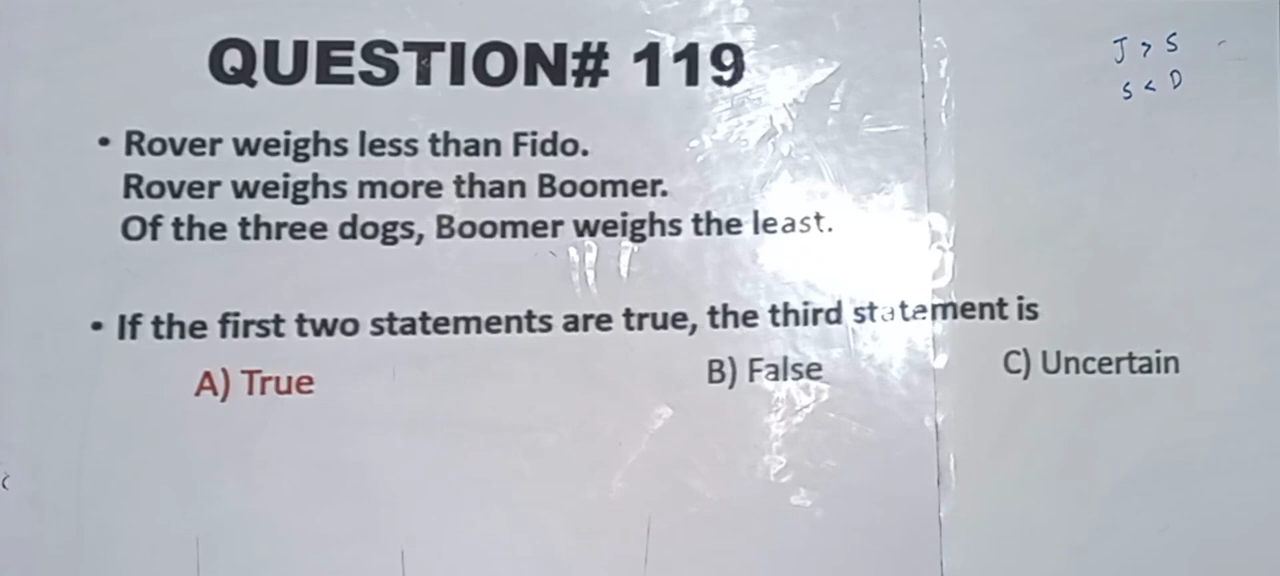 QUESTION# 119
J > S
S < D
• Rover weighs less than Fido.
Rover weighs more than Boomer.
Of the three dogs, Boomer weighs the least.
• If the first two statements are true, the third statement is
A) True B) False C) Uncertain